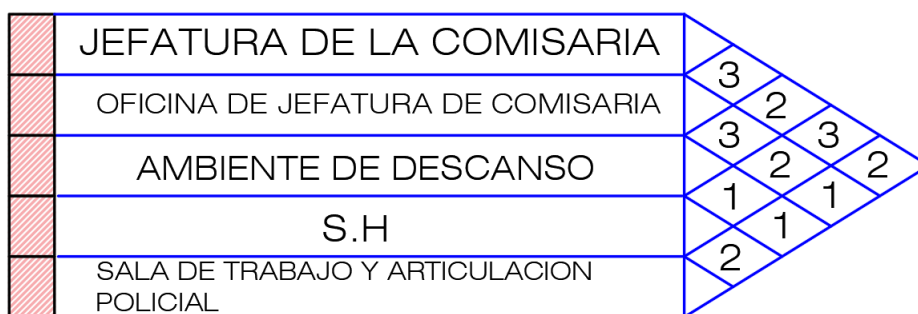 JEFATURA DE LA COMISARIA
OFICINA DE JEFATURA DE COMISARIA
AMBIENTE DE DESCANSO
S.H
SALA DE TRABAJO Y ARTICULACION
POLICIAL
3
2
3 3
2 2
1 1
1
2